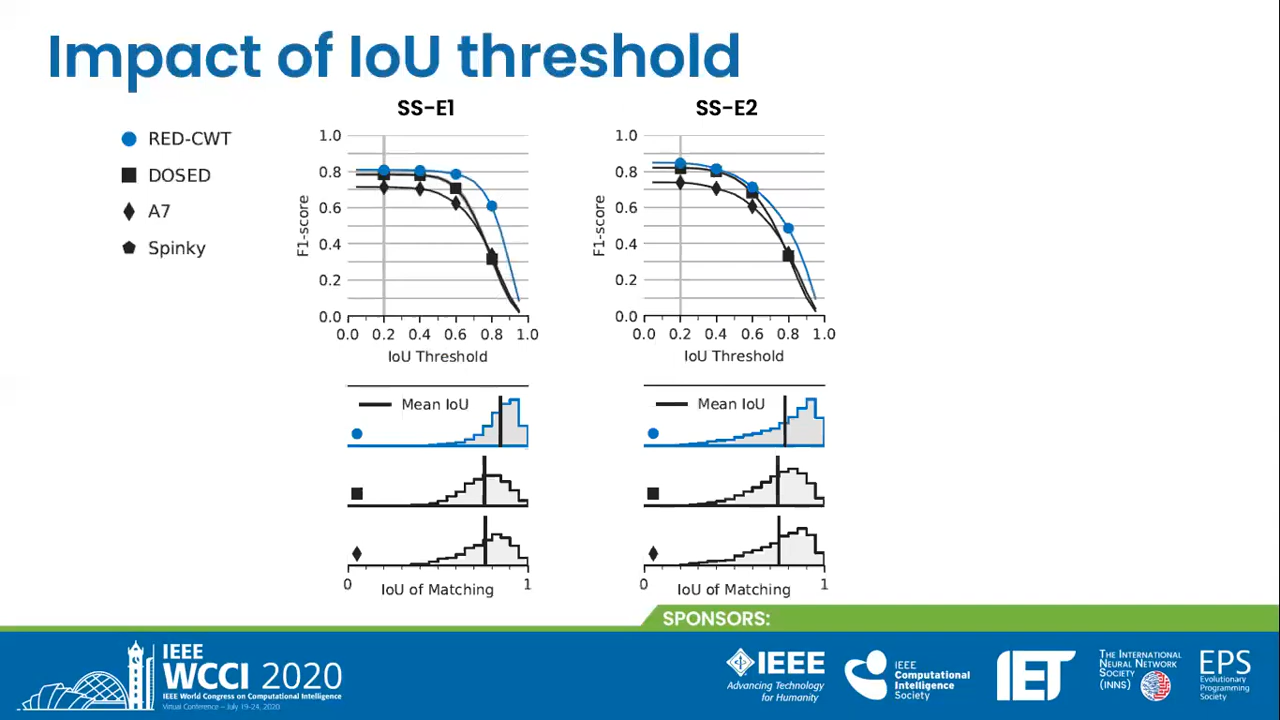 Impact of IoU threshold
RED-CWT
DOSED
A7
Spinky
SS-E1
1.0
0.8
0.6
0.4
0.2
0.0
F1-score
0.0 0.2 0.4 0.6 0.8 1.0
IoU Threshold
Mean IoU
0 1
IoU of Matching
SS-E2
1.0
0.8
0.6
0.4
0.2
0.0
F1-score
0.0 0.2 0.4 0.6 0.8 1.0
IoU Threshold
Mean IoU
0 1
IoU of Matching
SPONSORS:
IEEE
WCCI 2020
IEEE World Congress on Computational Intelligence
Virtual Conference – July 19-24, 2020
IEEE
Advancing Technology
for Humanity
IEEE
Computational
Intelligence
Society
IET
The International
Neural Network
Society
(INNS)
EPS
Evolutionary
Programming
Society